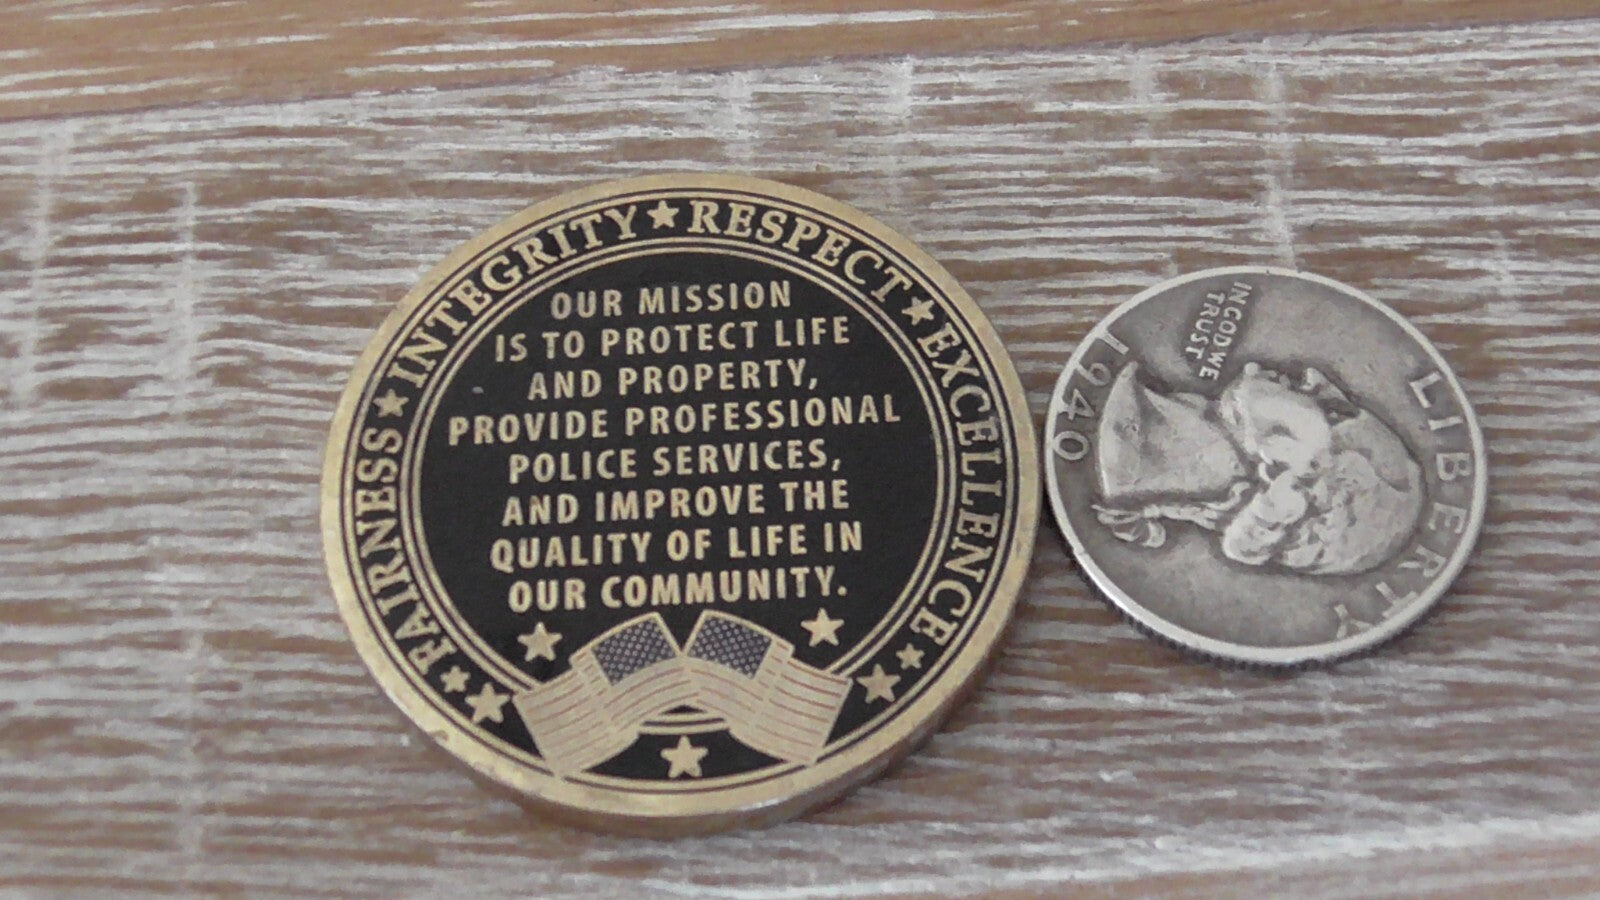 FAIRNESS ★ INTEGRITY ★ RESPECT ★ EXCELLENCE
OUR MISSION
IS TO PROTECT LIFE
AND PROPERTY,
PROVIDE PROFESSIONAL
POLICE SERVICES,
AND IMPROVE THE
QUALITY OF LIFE IN
OUR COMMUNITY.
LIBERTY
IN GOD WE
TRUST
1940